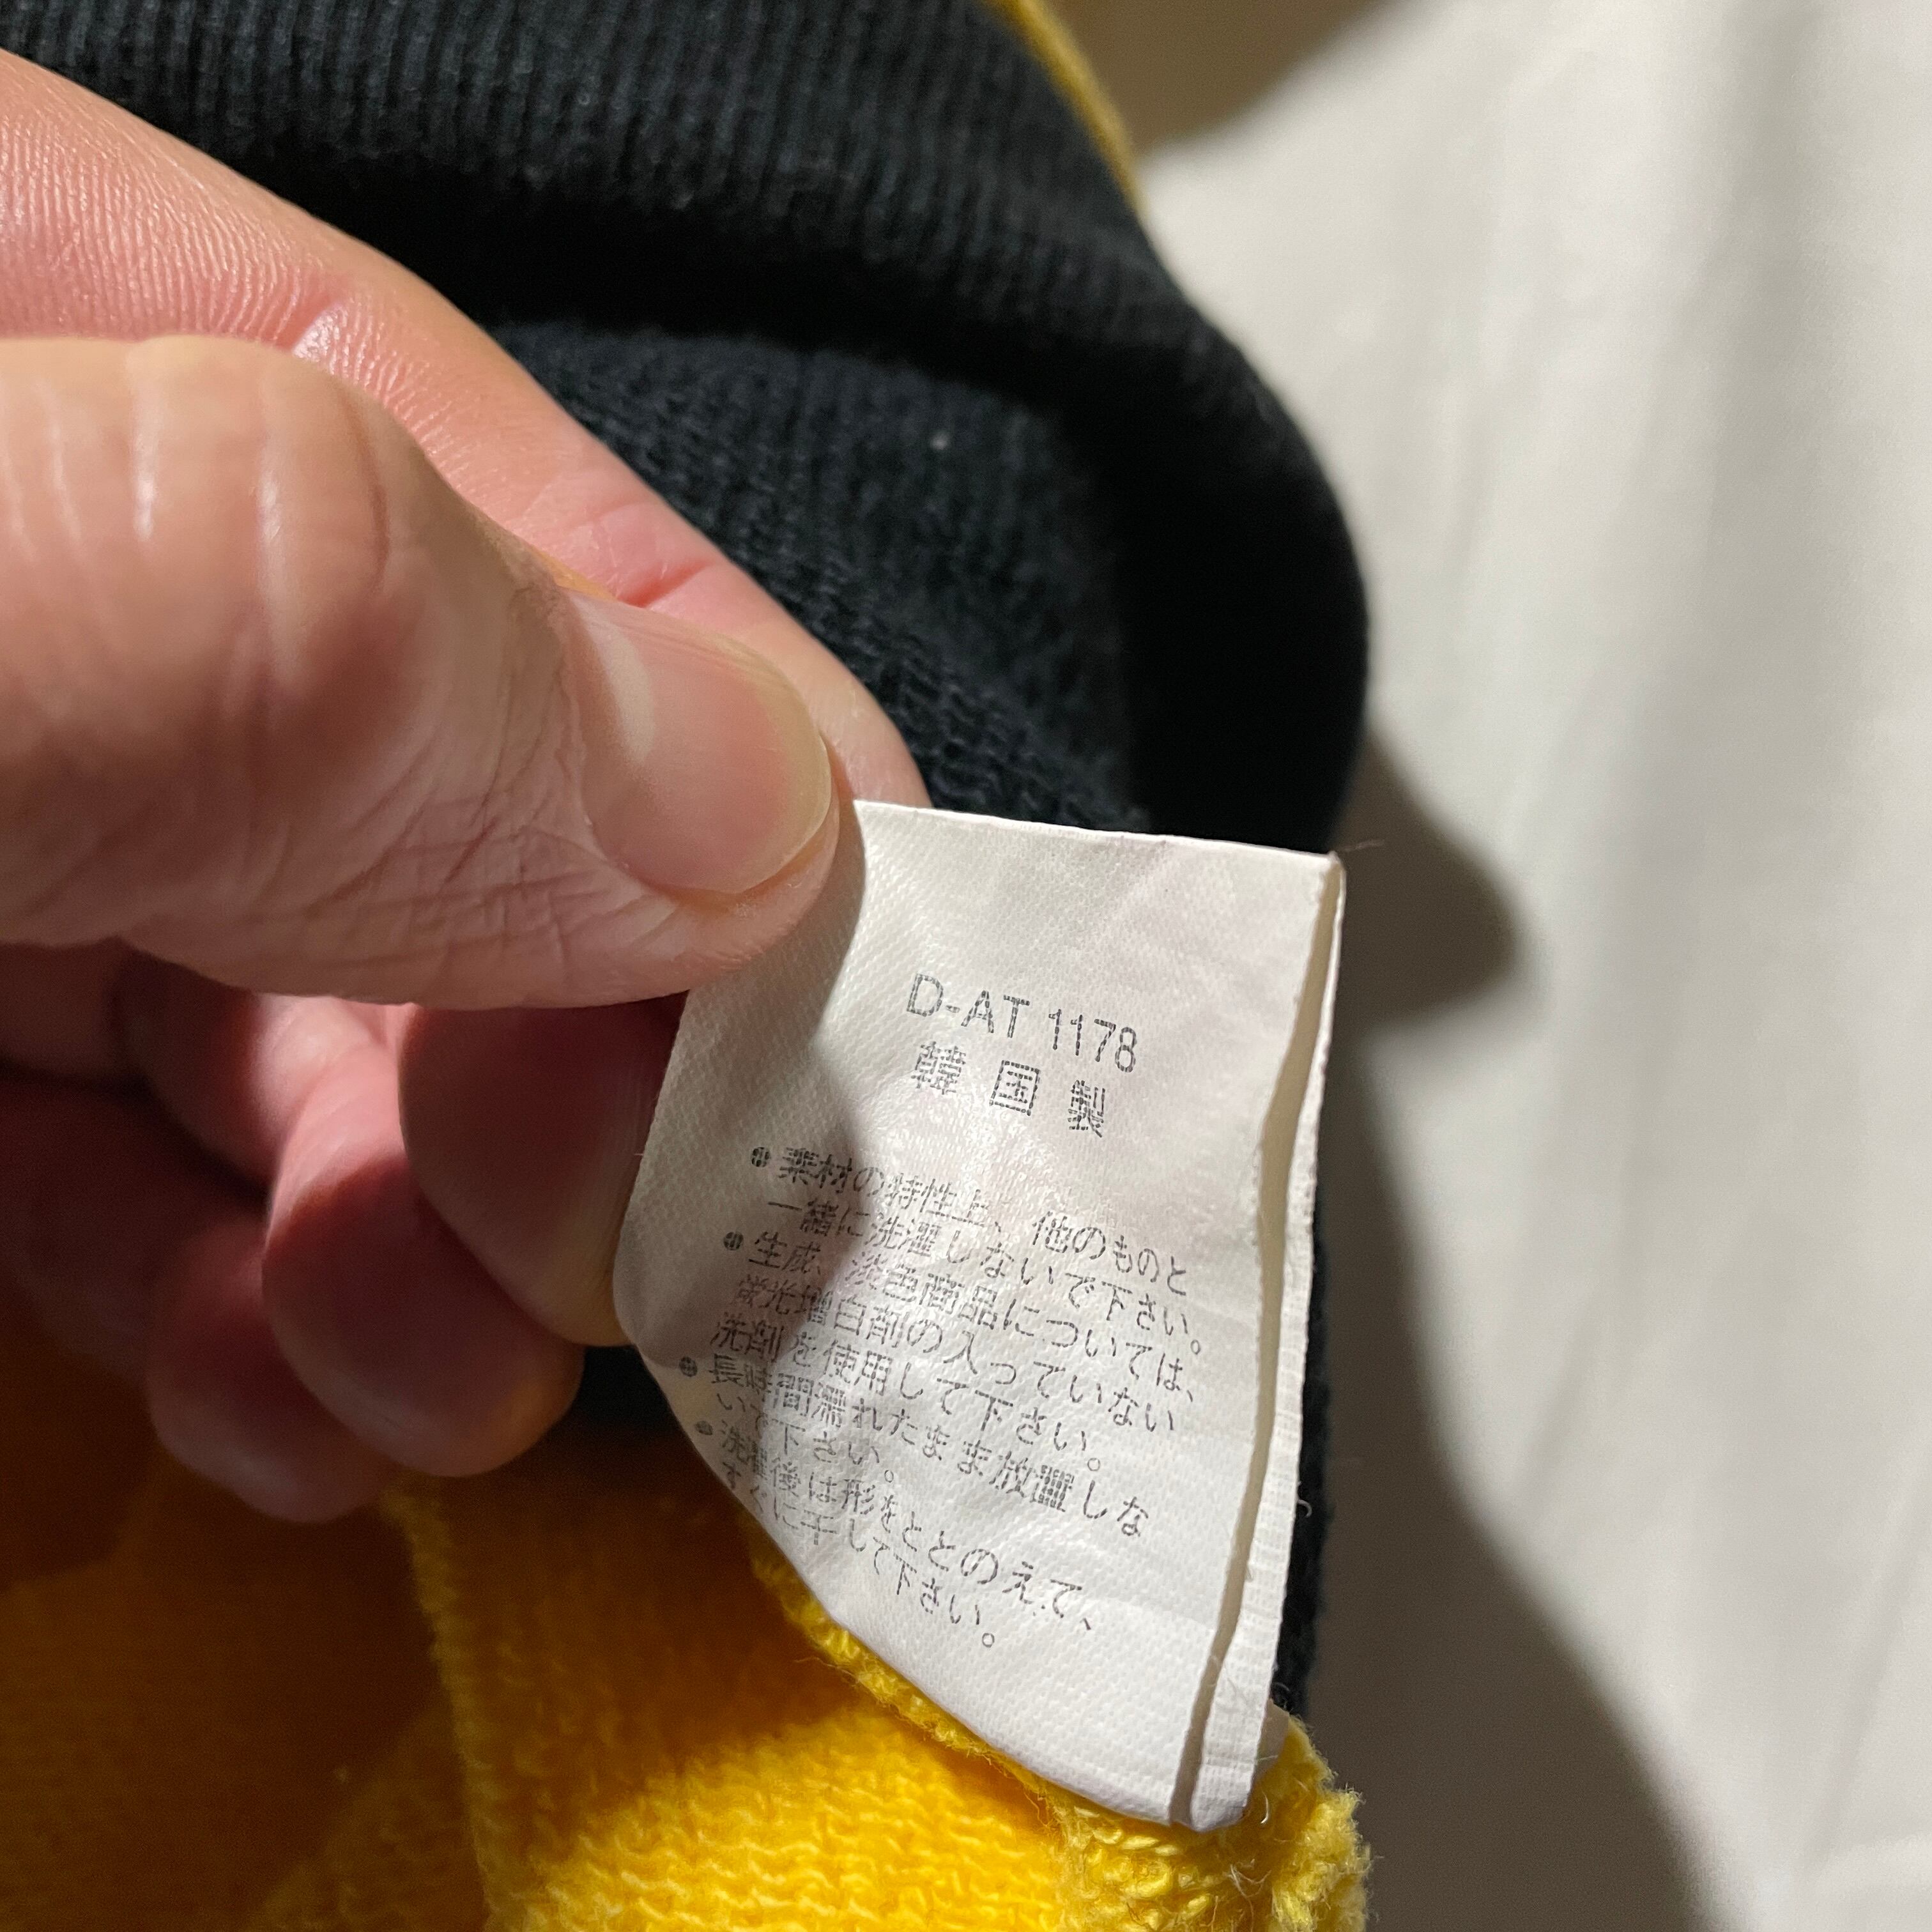 D-AT 1178
韓国製
●素材の特性上、他のものと
一緒に洗濯しないで下さい。
●生成、淡色商品については、
蛍光増白剤の入っていない
洗剤を使用して下さい。
●長時間濡れたまま放置しな
いで下さい。
●洗濯後は形をととのえて、
すぐに干して下さい。